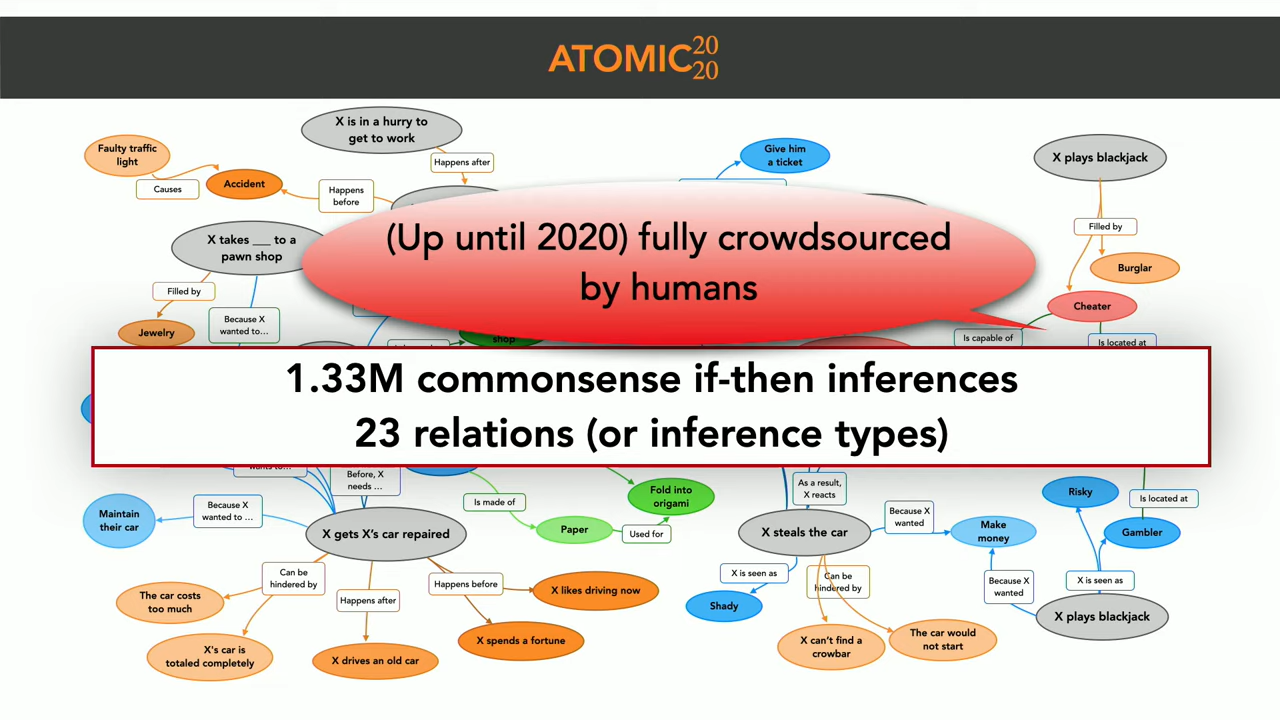 ATOMIC 20
20
X is in a hurry to
get to work
Faulty traffic
light
Causes
Accident
Happens
before
Happens after
Give him
a ticket
X plays blackjack
Filled by
Burglar
Cheater
Is capable of
Is located at
X takes ___ to a
pawn shop
Filled by
Because X
wanted to...
Jewelry
shop
(Up until 2020) fully crowdsourced
by humans
1.33M commonsense if-then inferences
23 relations (or inference types)
wants to...
Before, X
needs ...
Maintain
their car
Because X
wanted to ...
X gets X's car repaired
Is made of
Paper
Used for
Fold into
origami
As a result,
X reacts
X steals the car
Because X
wanted
Make
money
Risky
Is located at
Gambler
X is seen as
Because X
wanted
X plays blackjack
Can be
hindered by
The car costs
too much
X's car is
totaled completely
Happens after
X drives an old car
Happens before
X likes driving now
X spends a fortune
X is seen as
Shady
Can be
hindered by
X can't find a
crowbar
The car would
not start